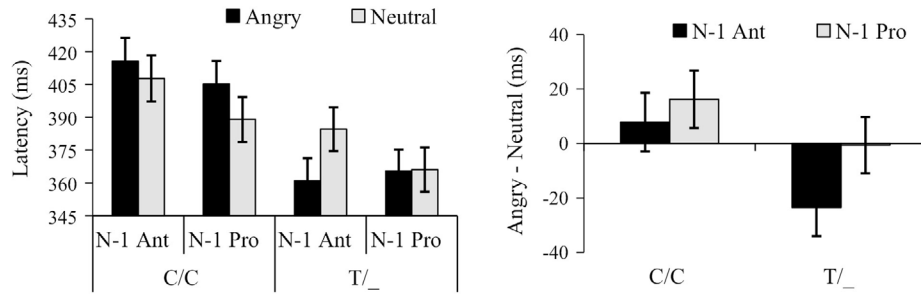 Angry Neutral
Latency (ms)
435
420
405
390
375
360
345
N-1 Ant N-1 Pro N-1 Ant N-1 Pro
C/C T/_
N-1 Ant N-1 Pro
Angry - Neutral (ms)
40
20
0
-20
-40
C/C T/_